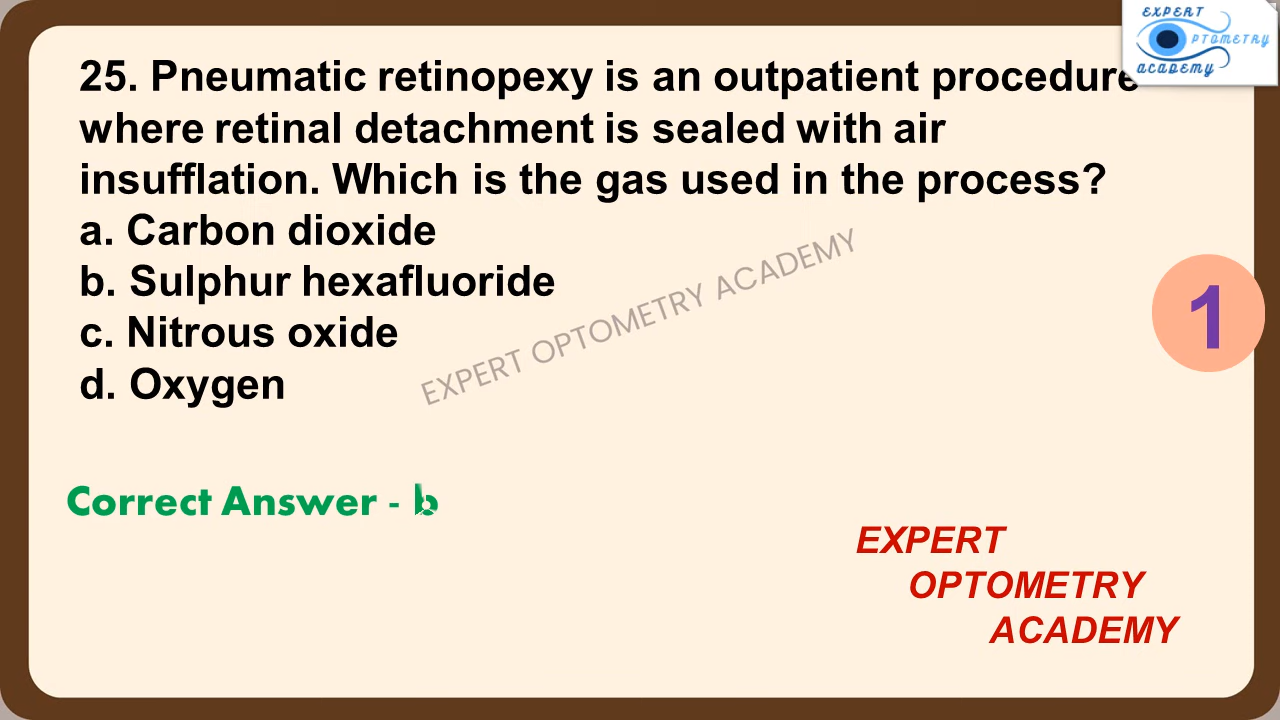 EXPERT
PTOMETRY
ACADEMY
25. Pneumatic retinopexy is an outpatient procedure
where retinal detachment is sealed with air
insufflation. Which is the gas used in the process?
a. Carbon dioxide
b. Sulphur hexafluoride
c. Nitrous oxide
d. Oxygen
EXPERT OPTOMETRY ACADEMY
1
Correct Answer - b
EXPERT
OPTOMETRY
ACADEMY